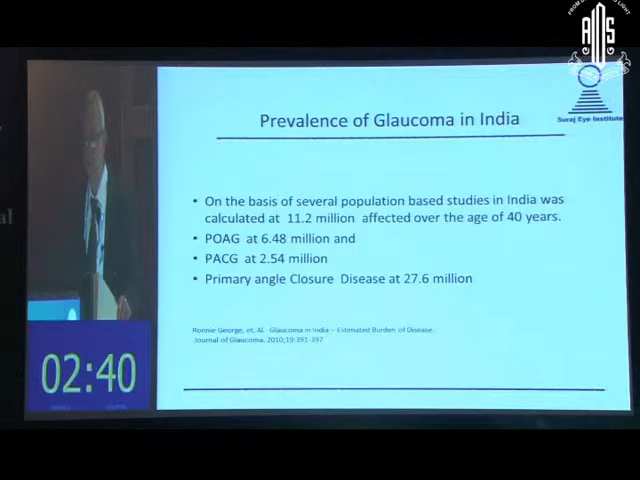 AIOS
Suraj Eye Institute
Prevalence of Glaucoma in India
• On the basis of several population based studies in India was
calculated at 11.2 million affected over the age of 40 years.
• POAG at 6.48 million and
• PACG at 2.54 million
• Primary angle Closure Disease at 27.6 million
Ronnie George, et, Al. Glaucoma in India – Estimated Burden of Disease.
Journal of Glaucoma. 2010;19:391-397
02:40
al